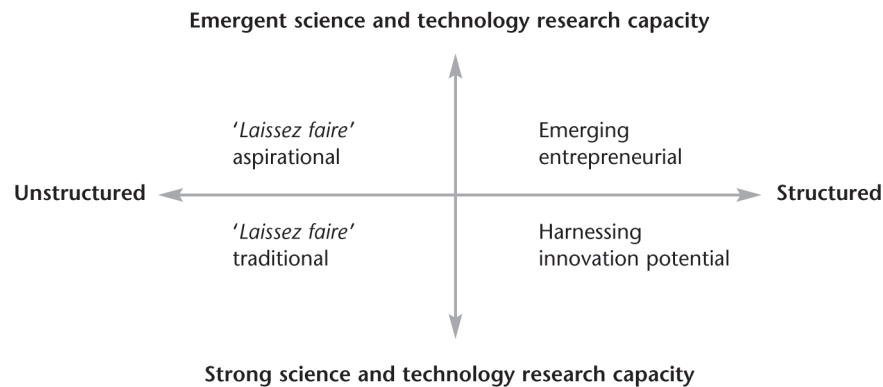 Emergent science and technology research capacity
‘Laissez faire’
aspirational
Emerging
entrepreneurial
Unstructured
Structured
‘Laissez faire’
traditional
Harnessing
innovation potential
Strong science and technology research capacity